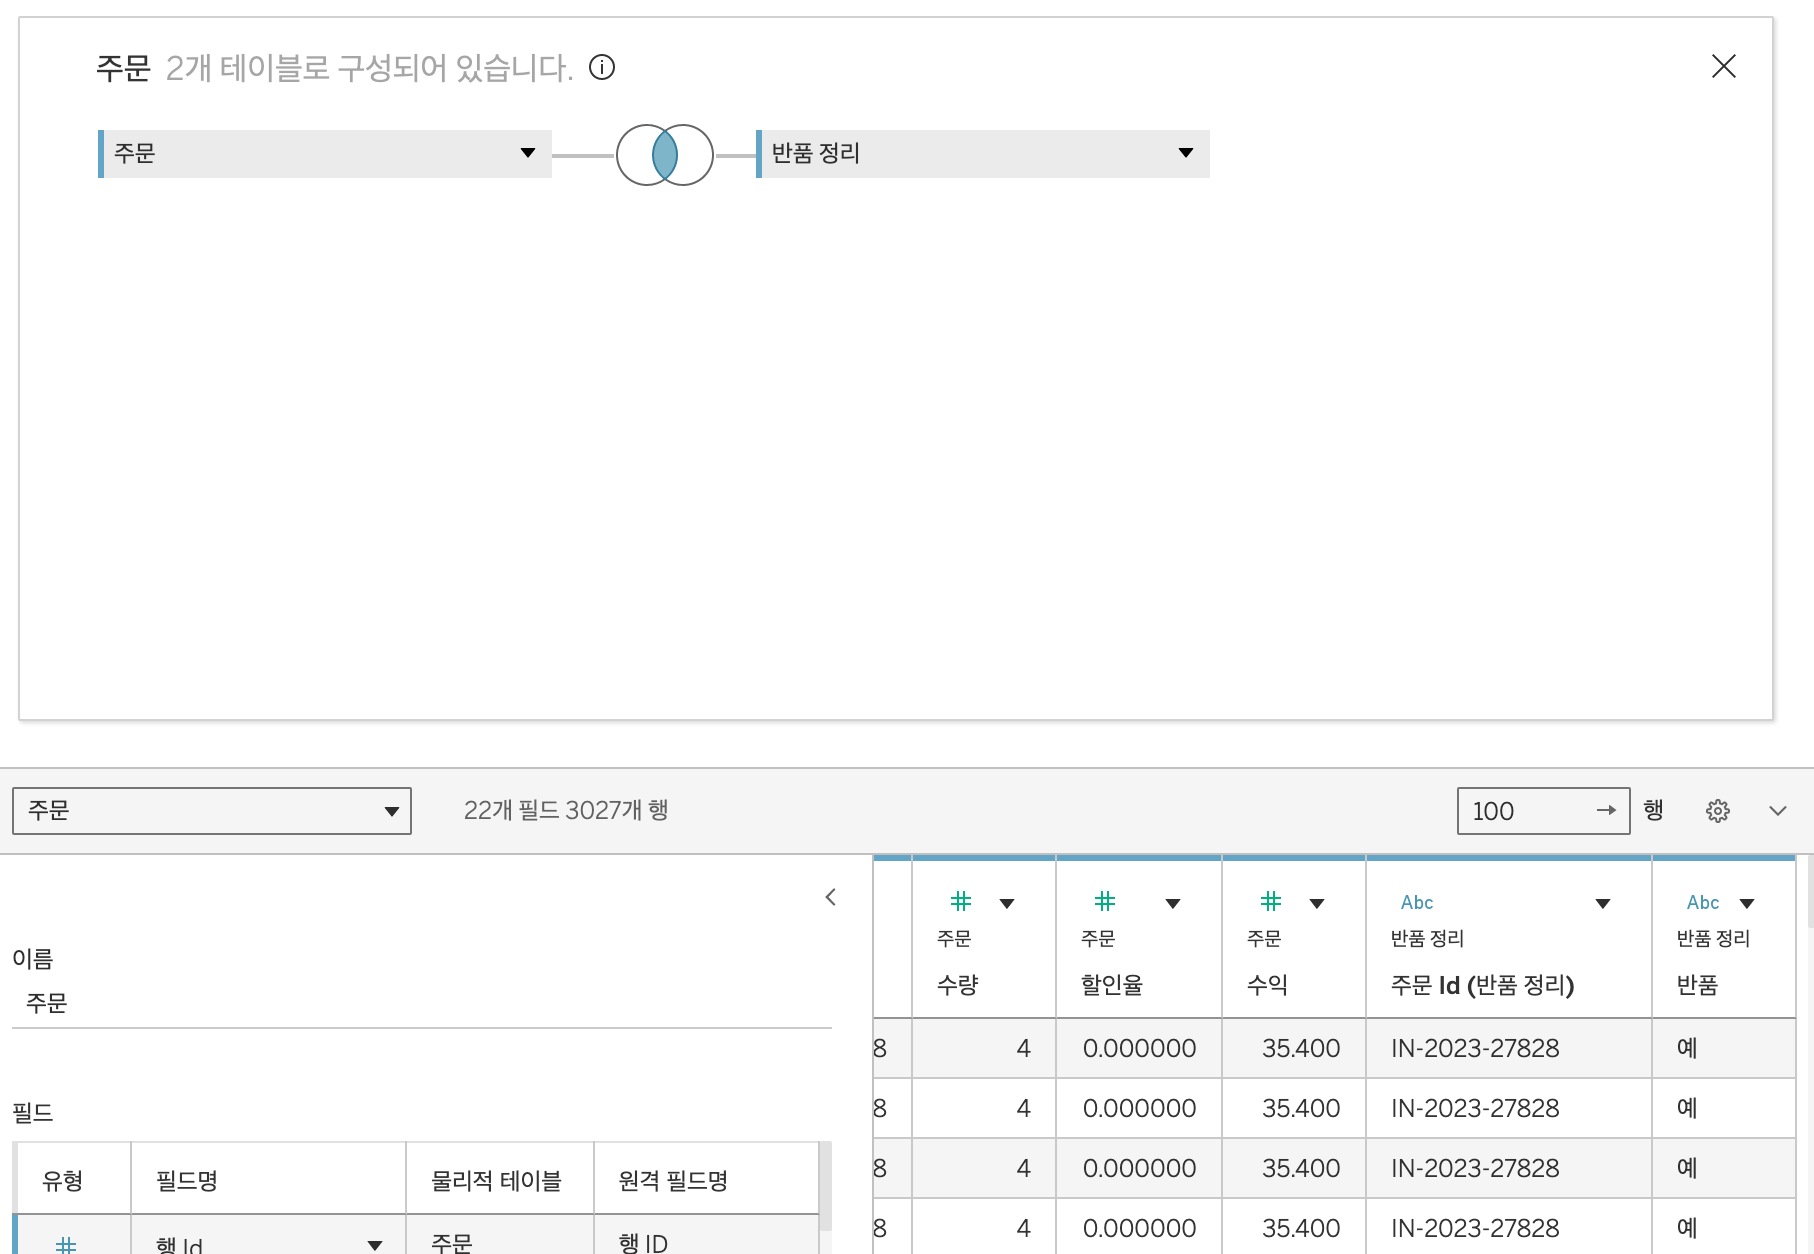 주문 2개 테이블로 구성되어 있습니다.
주문
반품 정리
주문
22개 필드 3027개 행
100
행
이름
주문
필드
유형 필드명 물리적 테이블 원격 필드명
행 Id 주문 행 ID
Abc Abc
주문 주문 주문 반품 정리 반품 정리
수량 할인율 수익 주문 Id (반품 정리) 반품
8 4 0.000000 35.400 IN-2023-27828 예
8 4 0.000000 35.400 IN-2023-27828 예
8 4 0.000000 35.400 IN-2023-27828 예
8 4 0.000000 35.400 IN-2023-27828 예